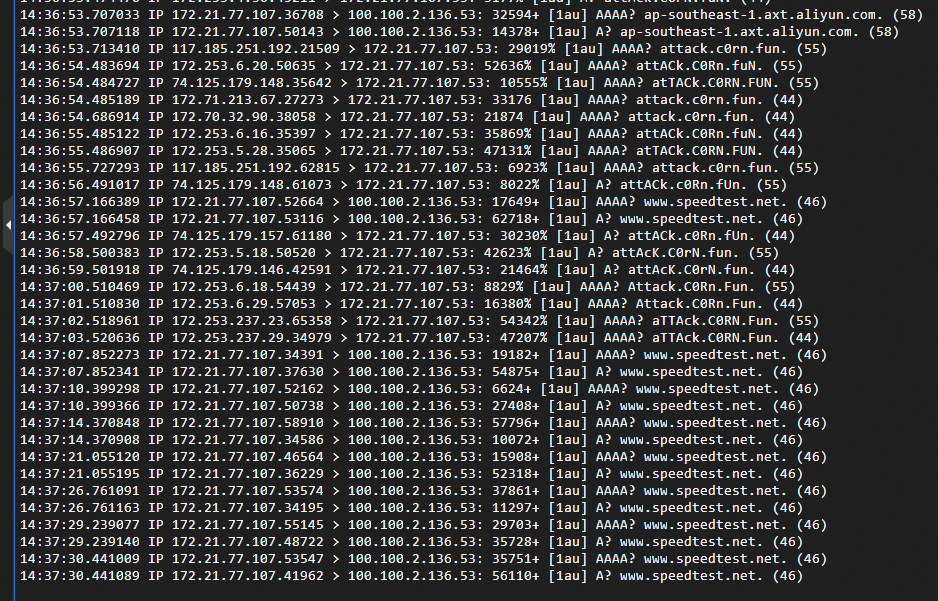 14:36:53.707033 IP 172.21.77.107.36708 > 100.100.2.136.53: 32594+ [1au] AAAA? ap-southeast-1.axt.aliyun.com. (58)
14:36:53.707118 IP 172.21.77.107.50143 > 100.100.2.136.53: 14378+ [1au] A? ap-southeast-1.axt.aliyun.com. (58)
14:36:53.713410 IP 117.185.251.192.21509 > 172.21.77.107.53: 29019% [1au] AAAA? attack.c0rn.fun. (55)
14:36:54.483694 IP 172.253.6.20.50635 > 172.21.77.107.53: 52636% [1au] AAAA? attACk.C0Rn.fuN. (55)
14:36:54.484727 IP 74.125.179.148.35642 > 172.21.77.107.53: 10555% [1au] AAAA? atTACk.C0RN.FUN. (55)
14:36:54.485189 IP 172.71.213.67.27273 > 172.21.77.107.53: 33176 [1au] AAAA? attack.c0rn.fun. (44)
14:36:54.686914 IP 172.70.32.90.38058 > 172.21.77.107.53: 21874 [1au] AAAA? attack.c0rn.fun. (44)
14:36:55.485122 IP 172.253.6.16.35397 > 172.21.77.107.53: 35869% [1au] AAAA? attACk.C0Rn.fuN. (44)
14:36:55.486907 IP 172.253.5.28.35065 > 172.21.77.107.53: 47131% [1au] AAAA? atTACk.C0RN.FUN. (44)
14:36:55.727293 IP 117.185.251.192.62815 > 172.21.77.107.53: 6923% [1au] AAAA? attack.c0rn.fun. (55)
14:36:56.491017 IP 74.125.179.148.61073 > 172.21.77.107.53: 8022% [1au] A? attACk.c0Rn.fUn. (55)
14:36:57.166389 IP 172.21.77.107.52664 > 100.100.2.136.53: 17649+ [1au] AAAA? www.speedtest.net. (46)
14:36:57.166458 IP 172.21.77.107.53116 > 100.100.2.136.53: 62718+ [1au] A? www.speedtest.net. (46)
14:36:57.492796 IP 74.125.179.157.61180 > 172.21.77.107.53: 30230% [1au] A? attACk.c0Rn.fUn. (44)
14:36:58.500383 IP 172.253.5.18.50520 > 172.21.77.107.53: 42623% [1au] A? attAcK.C0rN.fun. (55)
14:36:59.501918 IP 74.125.179.146.42591 > 172.21.77.107.53: 21464% [1au] A? attAcK.C0rN.fun. (44)
14:37:00.510469 IP 172.253.6.18.54439 > 172.21.77.107.53: 8829% [1au] AAAA? Attack.C0Rn.Fun. (55)
14:37:01.510830 IP 172.253.6.29.57053 > 172.21.77.107.53: 16380% [1au] AAAA? Attack.C0Rn.Fun. (44)
14:37:02.518961 IP 172.253.237.23.65358 > 172.21.77.107.53: 54342% [1au] AAAA? aTTAck.C0RN.Fun. (55)
14:37:03.520636 IP 172.253.237.29.34979 > 172.21.77.107.53: 47207% [1au] AAAA? aTTAck.C0RN.Fun. (44)
14:37:07.852273 IP 172.21.77.107.34391 > 100.100.2.136.53: 19182+ [1au] AAAA? www.speedtest.net. (46)
14:37:07.852341 IP 172.21.77.107.37630 > 100.100.2.136.53: 54875+ [1au] A? www.speedtest.net. (46)
14:37:10.399298 IP 172.21.77.107.52162 > 100.100.2.136.53: 6624+ [1au] AAAA? www.speedtest.net. (46)
14:37:10.399366 IP 172.21.77.107.50738 > 100.100.2.136.53: 27408+ [1au] A? www.speedtest.net. (46)
14:37:14.370848 IP 172.21.77.107.58910 > 100.100.2.136.53: 57796+ [1au] AAAA? www.speedtest.net. (46)
14:37:14.370908 IP 172.21.77.107.34586 > 100.100.2.136.53: 10072+ [1au] A? www.speedtest.net. (46)
14:37:21.055120 IP 172.21.77.107.46564 > 100.100.2.136.53: 15908+ [1au] AAAA? www.speedtest.net. (46)
14:37:21.055195 IP 172.21.77.107.36229 > 100.100.2.136.53: 52318+ [1au] A? www.speedtest.net. (46)
14:37:26.761091 IP 172.21.77.107.53574 > 100.100.2.136.53: 37861+ [1au] AAAA? www.speedtest.net. (46)
14:37:26.761163 IP 172.21.77.107.34195 > 100.100.2.136.53: 11297+ [1au] A? www.speedtest.net. (46)
14:37:29.239077 IP 172.21.77.107.55145 > 100.100.2.136.53: 29703+ [1au] AAAA? www.speedtest.net. (46)
14:37:29.239140 IP 172.21.77.107.48722 > 100.100.2.136.53: 35728+ [1au] A? www.speedtest.net. (46)
14:37:30.441009 IP 172.21.77.107.53547 > 100.100.2.136.53: 35751+ [1au] AAAA? www.speedtest.net. (46)
14:37:30.441089 IP 172.21.77.107.41962 > 100.100.2.136.53: 56110+ [1au] A? www.speedtest.net. (46)